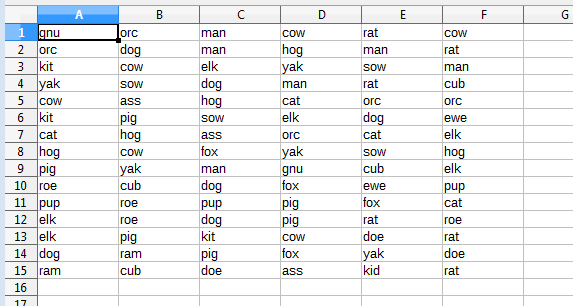 A B C D E F G
1 gnu orc man cow rat cow
2 orc dog man hog man rat
3 kit cow elk yak sow man
4 yak sow dog man rat cub
5 cow ass hog cat orc orc
6 kit pig sow elk dog ewe
7 cat hog ass orc cat elk
8 hog cow fox yak sow hog
9 pig yak man gnu cub elk
10 roe cub dog fox ewe pup
11 pup roe pup pig fox cat
12 elk roe dog pig rat roe
13 elk pig kit cow doe rat
14 dog ram pig fox yak doe
15 ram cub doe ass kid rat
16
17